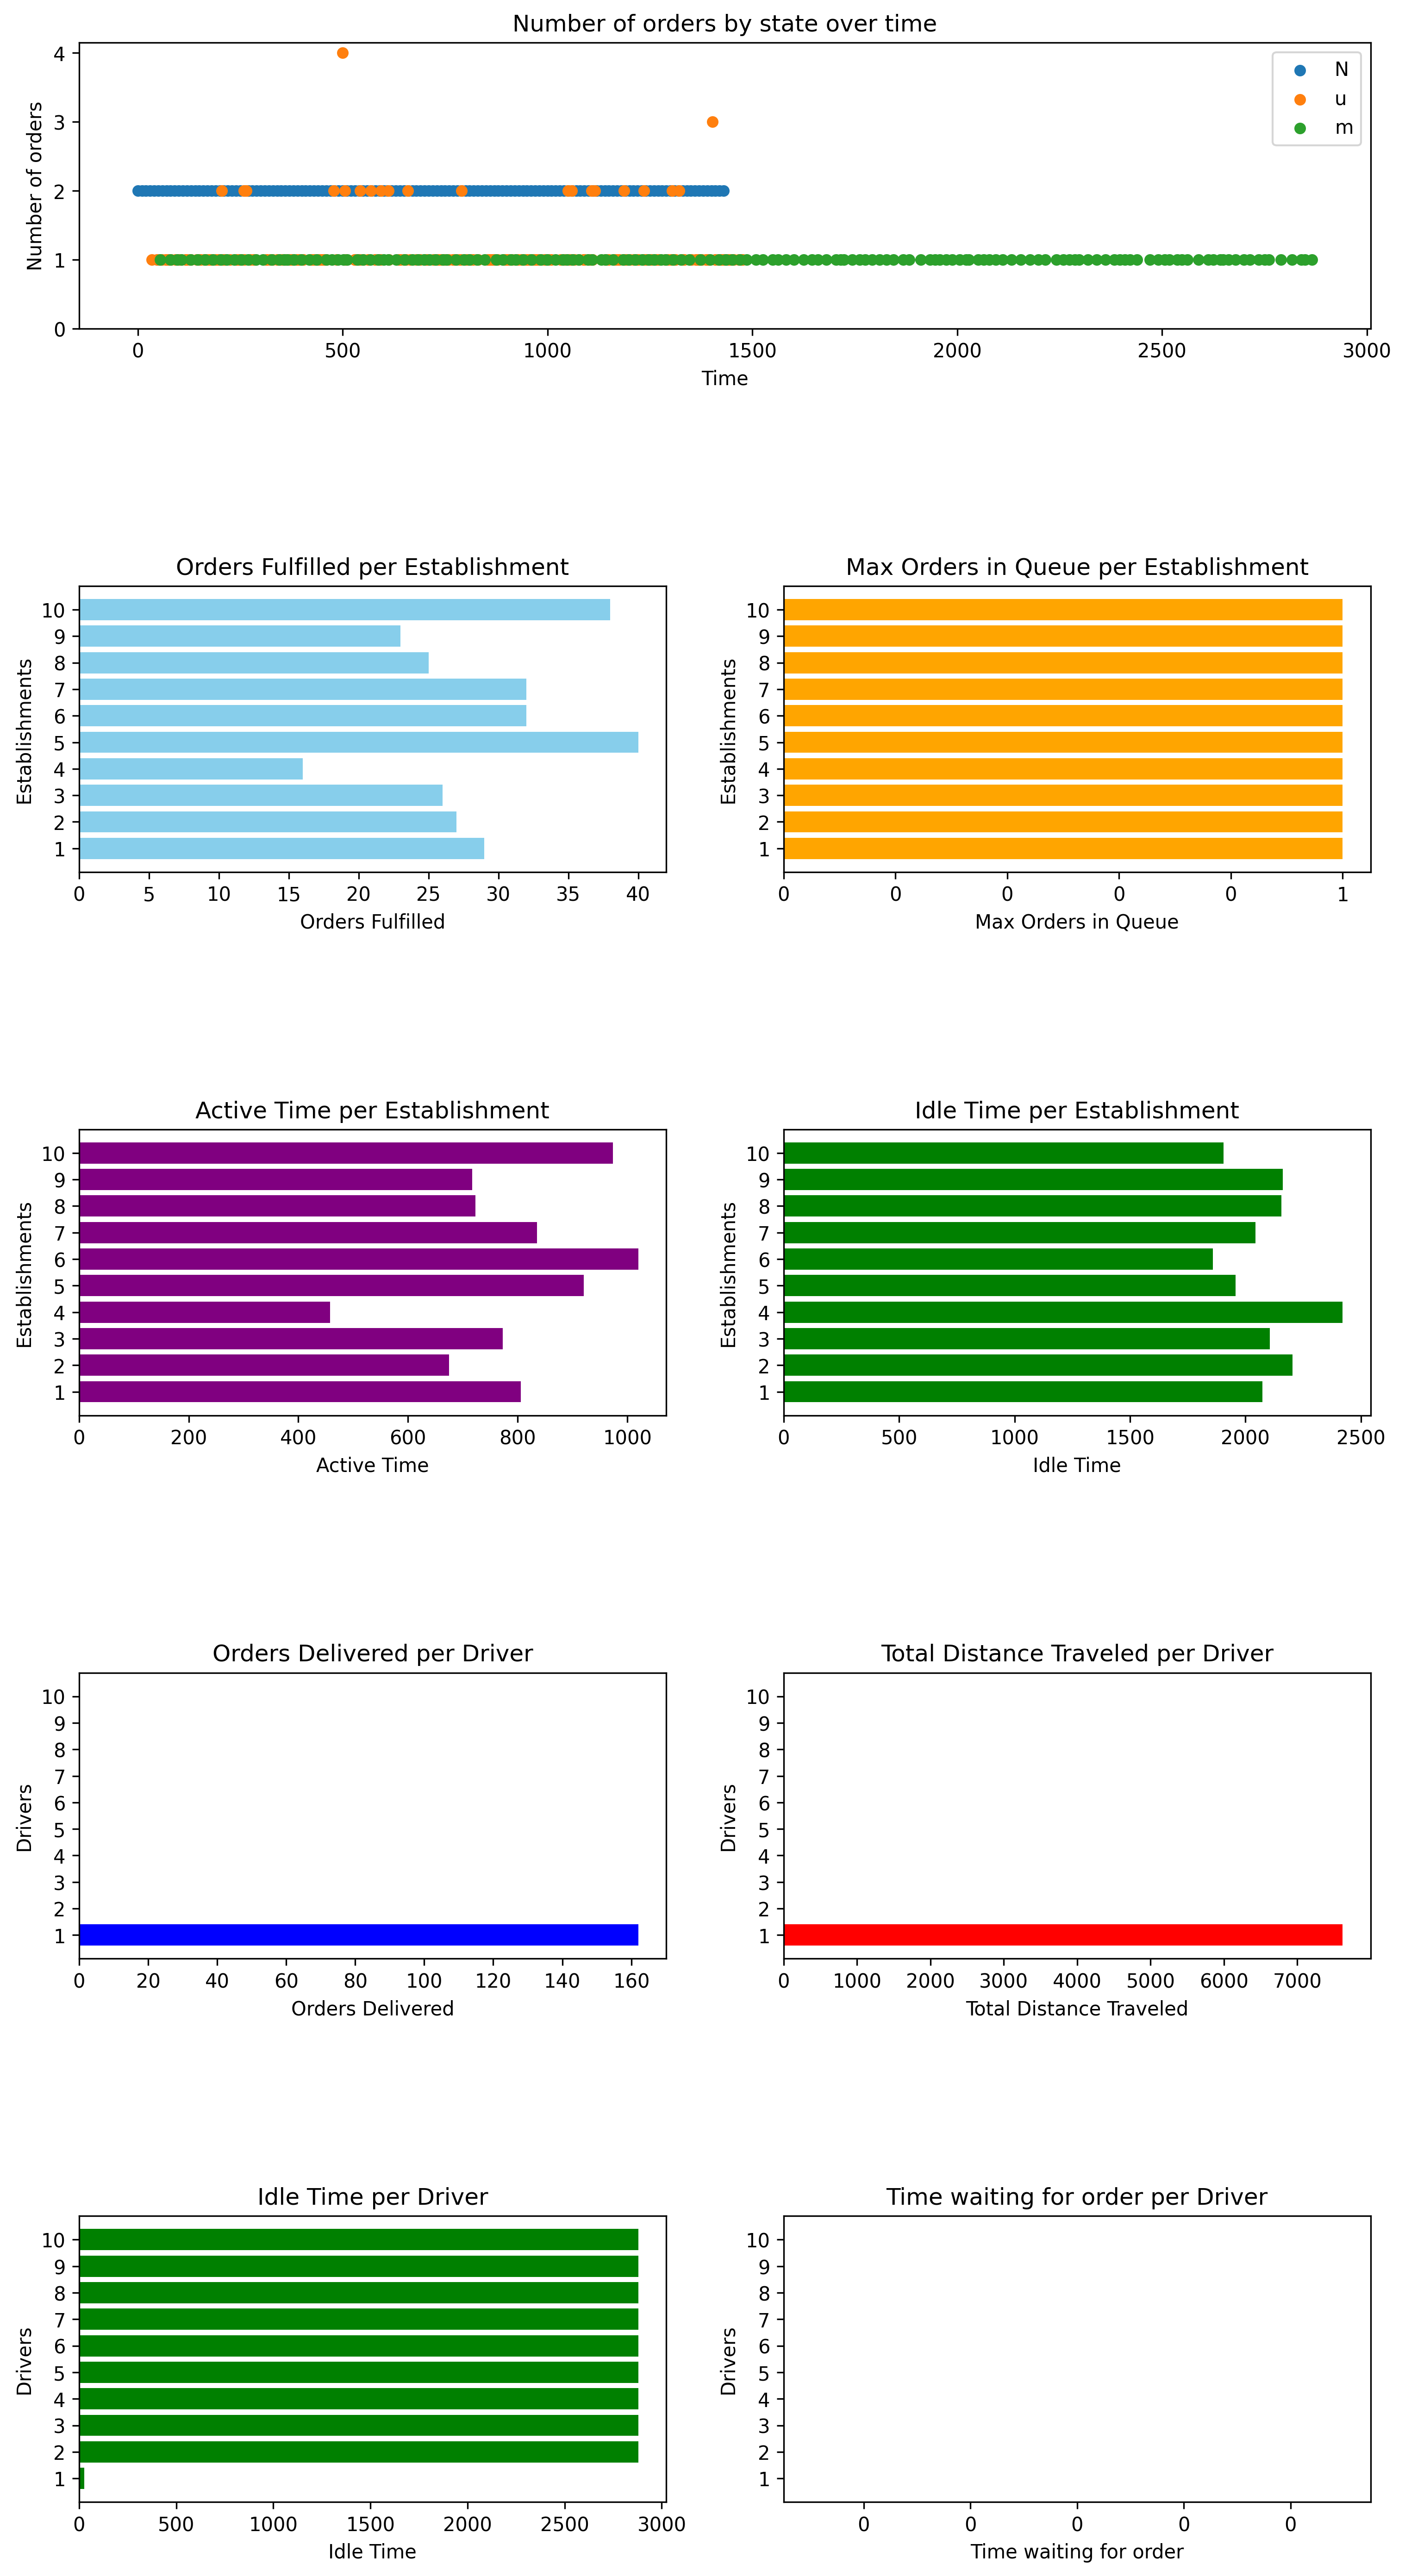 Number of orders by state over time
4
3
2
1
0
Number of orders
N
u
m
0 500 1000 1500 2000 2500 3000
Time
Orders Fulfilled per Establishment
10
9
8
7
6
5
4
3
2
1
Establishments
0 5 10 15 20 25 30 35 40
Orders Fulfilled
Max Orders in Queue per Establishment
10
9
8
7
6
5
4
3
2
1
Establishments
0 0 0 0 0 1
Max Orders in Queue
Active Time per Establishment
10
9
8
7
6
5
4
3
2
1
Establishments
0 200 400 600 800 1000
Active Time
Idle Time per Establishment
10
9
8
7
6
5
4
3
2
1
Establishments
0 500 1000 1500 2000 2500
Idle Time
Orders Delivered per Driver
10
9
8
7
6
5
4
3
2
1
Drivers
0 20 40 60 80 100 120 140 160
Orders Delivered
Total Distance Traveled per Driver
10
9
8
7
6
5
4
3
2
1
Drivers
0 1000 2000 3000 4000 5000 6000 7000
Total Distance Traveled
Idle Time per Driver
10
9
8
7
6
5
4
3
2
1
Drivers
0 500 1000 1500 2000 2500 3000
Idle Time
Time waiting for order per Driver
10
9
8
7
6
5
4
3
2
1
Drivers
0 0 0 0 0
Time waiting for order